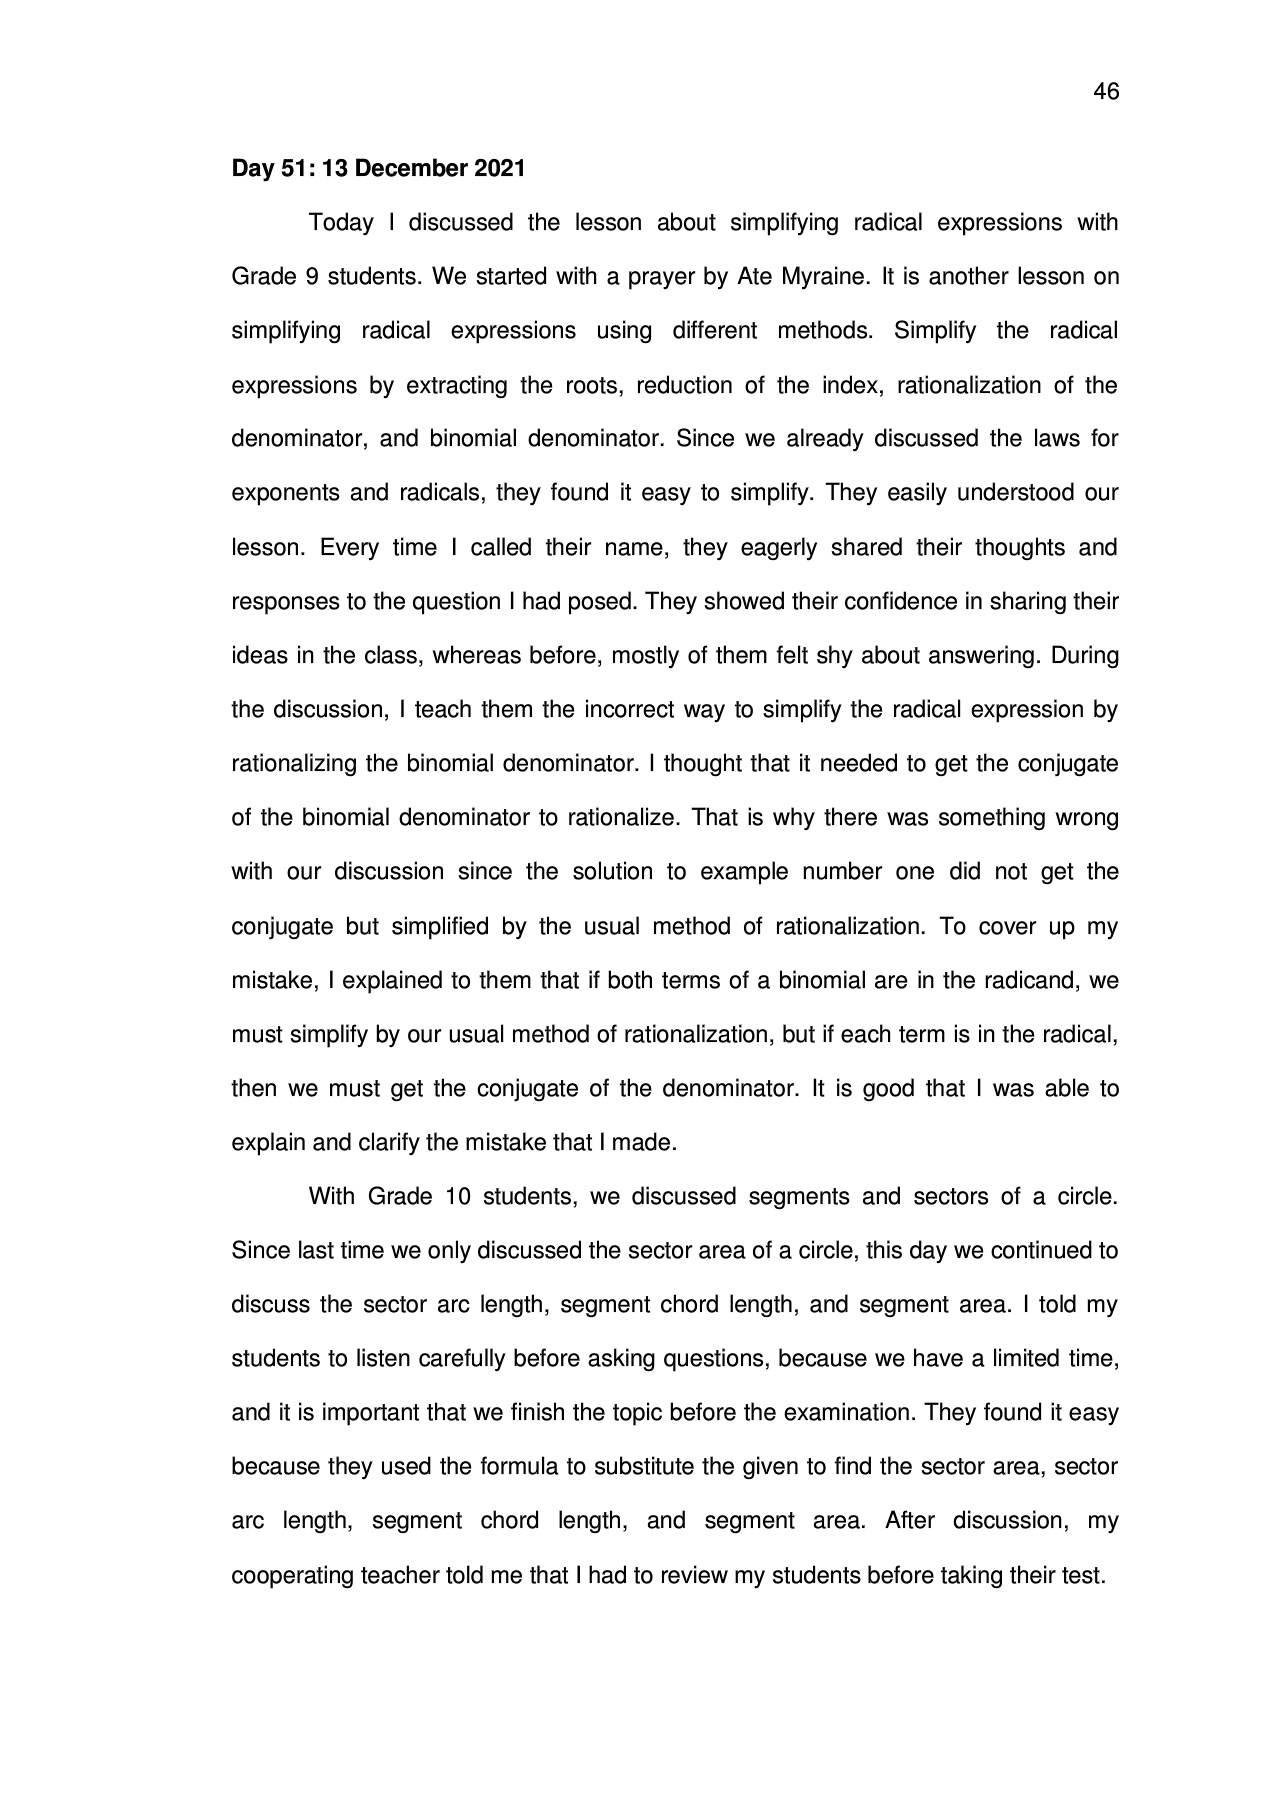 46
Day 51: 13 December 2021
Today I discussed the lesson about simplifying radical expressions with
Grade 9 students. We started with a prayer by Ate Myraine. It is another lesson on
simplifying radical expressions using different methods. Simplify the radical
expressions by extracting the roots, reduction of the index, rationalization of the
denominator, and binomial denominator. Since we already discussed the laws for
exponents and radicals, they found it easy to simplify. They easily understood our
lesson. Every time I called their name, they eagerly shared their thoughts and
responses to the question I had posed. They showed their confidence in sharing their
ideas in the class, whereas before, mostly of them felt shy about answering. During
the discussion, I teach them the incorrect way to simplify the radical expression by
rationalizing the binomial denominator. I thought that it needed to get the conjugate
of the binomial denominator to rationalize. That is why there was something wrong
with our discussion since the solution to example number one did not get the
conjugate but simplified by the usual method of rationalization. To cover up my
mistake, I explained to them that if both terms of a binomial are in the radicand, we
must simplify by our usual method of rationalization, but if each term is in the radical,
then we must get the conjugate of the denominator. It is good that I was able to
explain and clarify the mistake that I made.
With Grade 10 students, we discussed segments and sectors of a circle.
Since last time we only discussed the sector area of a circle, this day we continued to
discuss the sector arc length, segment chord length, and segment area. I told my
students to listen carefully before asking questions, because we have a limited time,
and it is important that we finish the topic before the examination. They found it easy
because they used the formula to substitute the given to find the sector area, sector
arc length, segment chord length, and segment area. After discussion, my
cooperating teacher told me that I had to review my students before taking their test.